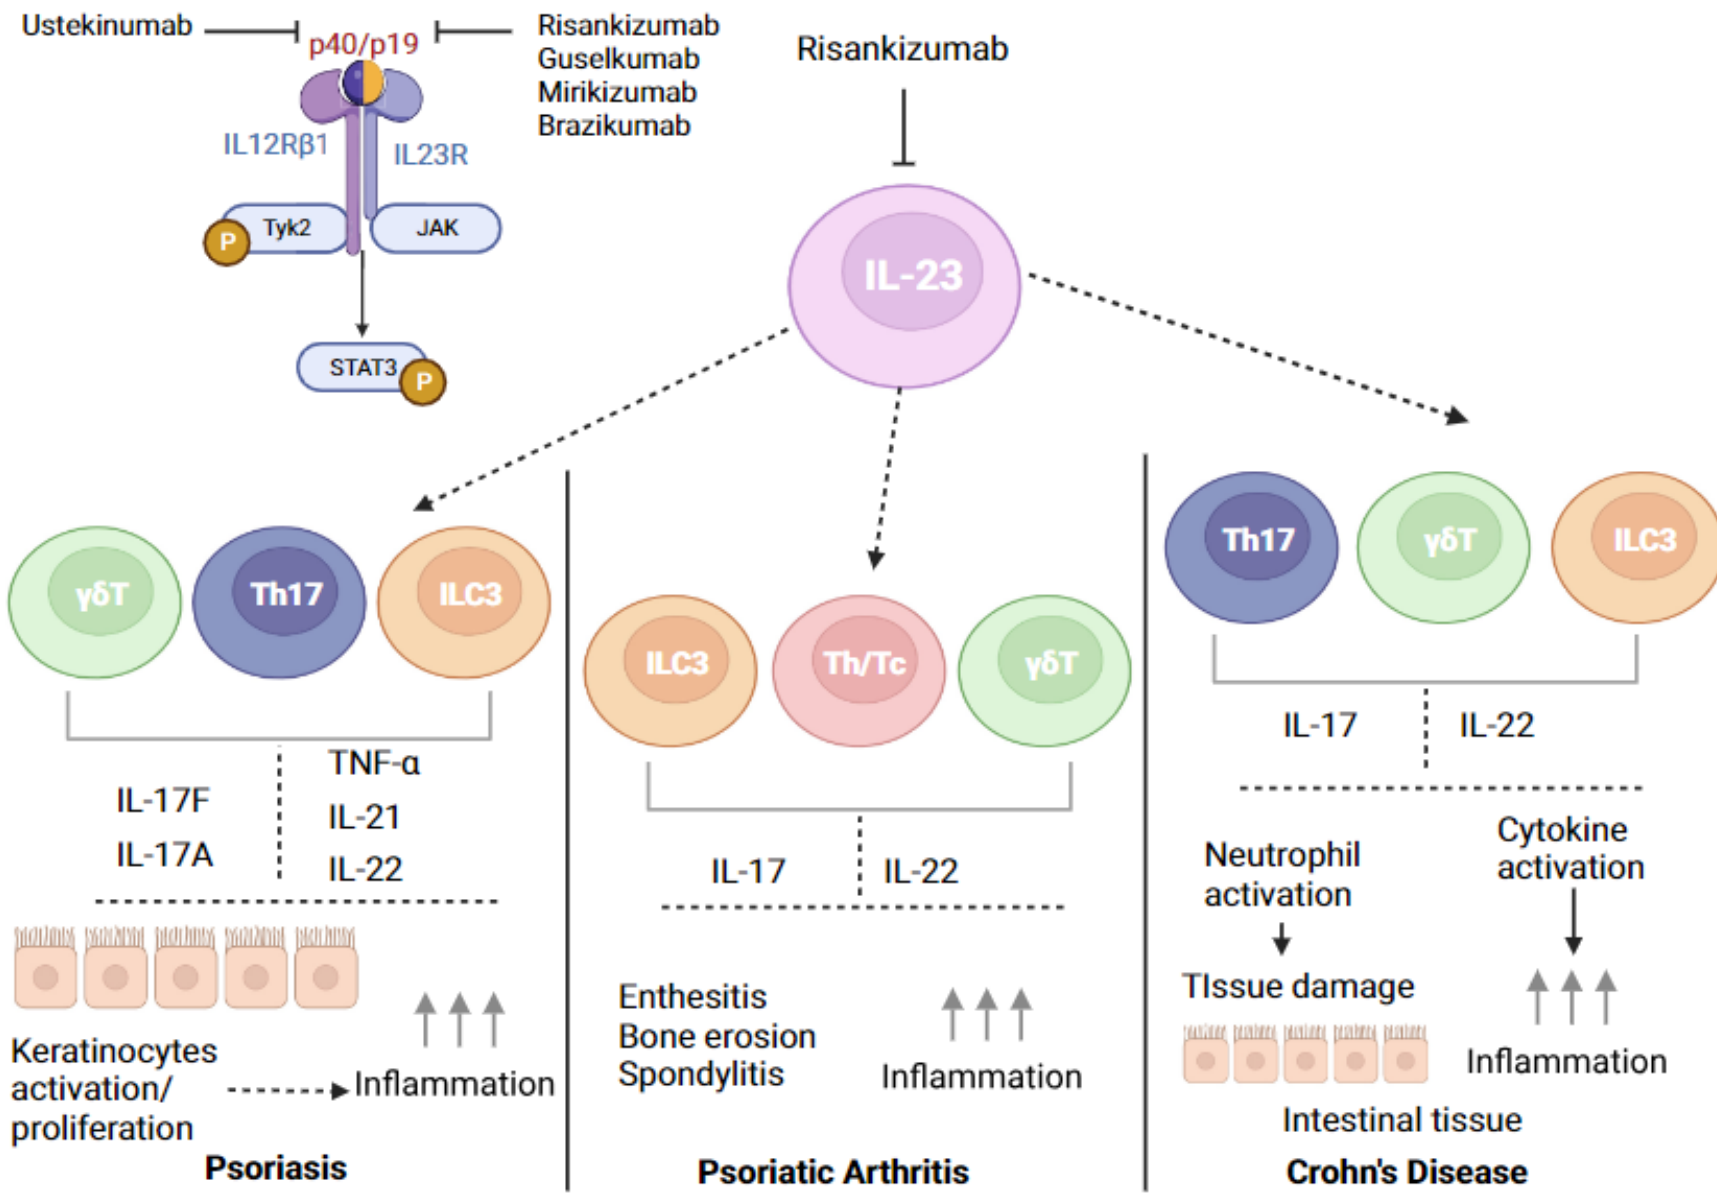 Ustekinumab
p40/p19
Risankizumab
Guselkumab
Mirikizumab
Brazikumab
IL12Rβ1
IL23R
Tyk2
P
JAK
STAT3
P
Risankizumab
IL-23
γδT
Th17
ILC3
IL-17F
IL-17A
TNF-α
IL-21
IL-22
Keratinocytes
activation/
proliferation
Inflammation
Psoriasis
ILC3
Th/Tc
γδT
IL-17
IL-22
Enthesitis
Bone erosion
Spondylitis
Inflammation
Psoriatic Arthritis
Th17
γδT
ILC3
IL-17
IL-22
Neutrophil
activation
TIssue damage
Cytokine
activation
Inflammation
Intestinal tissue
Crohn's Disease